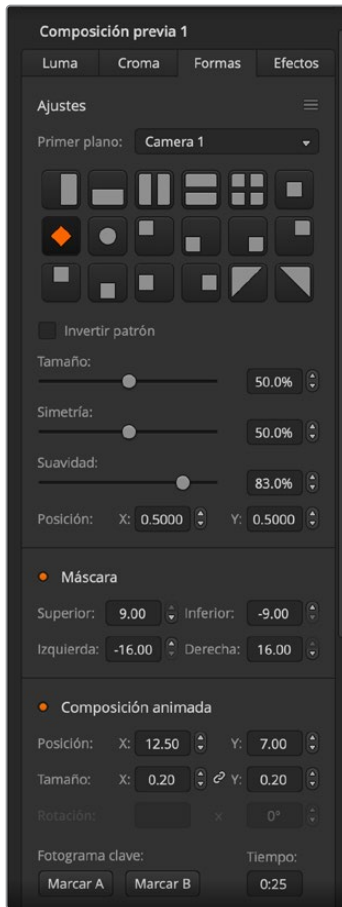 Composición previa 1
Luma Croma Formas Efectos
Ajustes
Primer plano: Camera 1
Invertir patrón
Tamaño:
50.0%
Simetría:
50.0%
Suavidad:
83.0%
Posición: X: 0.5000 Y: 0.5000
Máscara
Superior: 9.00 Inferior: -9.00
Izquierda: -16.00 Derecha: 16.00
Composición animada
Posición: X: 12.50 Y: 7.00
Tamaño: X: 0.20 Y: 0.20
Rotación: x 0°
Fotograma clave: Tiempo:
Marcar A Marcar B 0:25